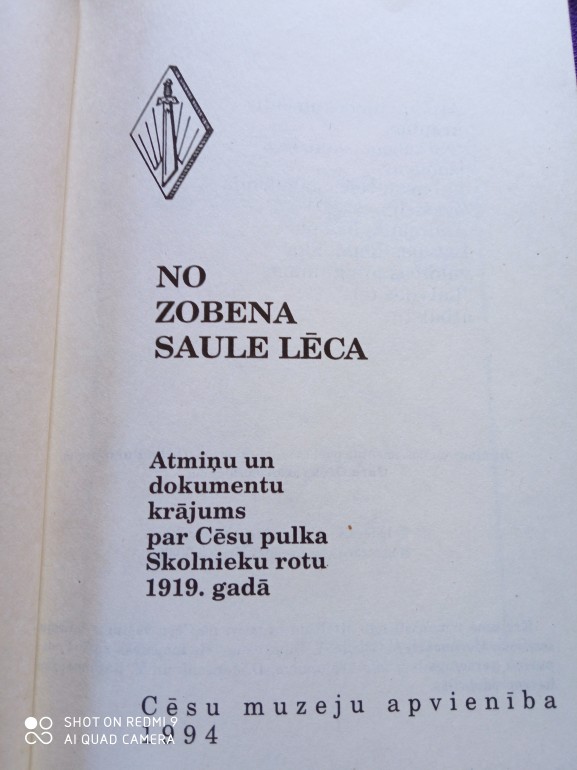 NO
ZOBENA
SAULE LĒCA
Atmiņu un
dokumentu
krājums
par Cēsu pulka
Skolnieku rotu
1919. gadā
Cēsu muzeju apvienība
1994
SHOT ON REDMI 9
AI QUAD CAMERA